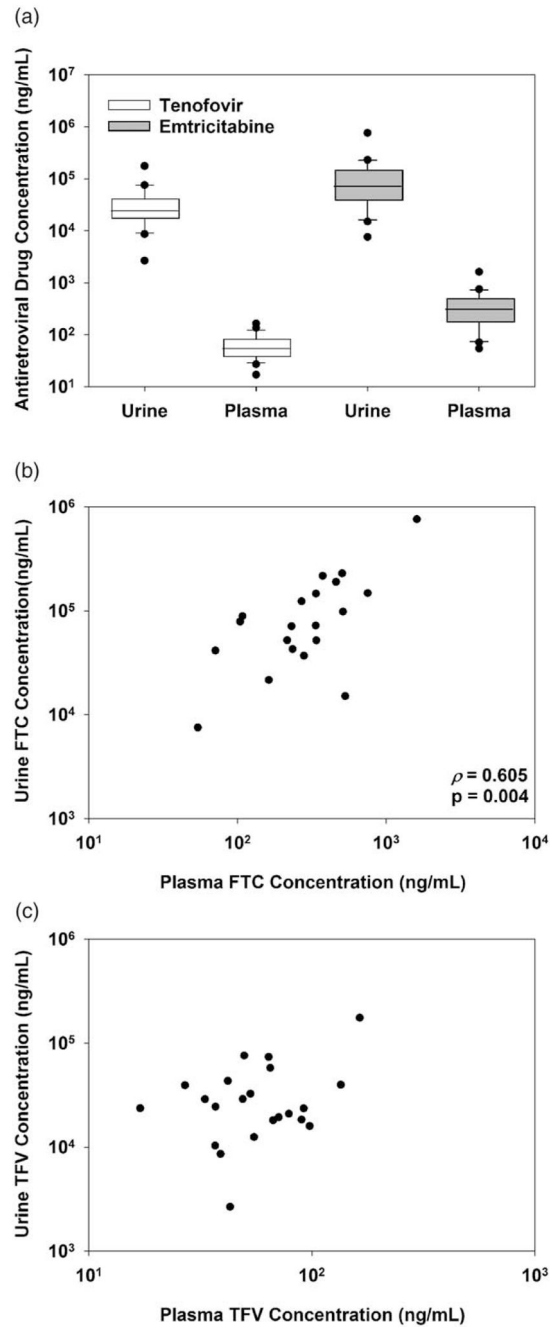 (a)
Antiretroviral Drug Concentration (ng/mL)
10⁷
10⁶
10⁵
10⁴
10³
10²
10¹
Tenofovir
Emtricitabine
Urine Plasma Urine Plasma
(b)
Urine FTC Concentration(ng/mL)
10⁶
10⁵
10⁴
10³
ρ = 0.605
p = 0.004
10¹ 10² 10³ 10⁴
Plasma FTC Concentration (ng/mL)
(c)
Urine TFV Concentration (ng/mL)
10⁶
10⁵
10⁴
10³
10¹ 10² 10³
Plasma TFV Concentration (ng/mL)